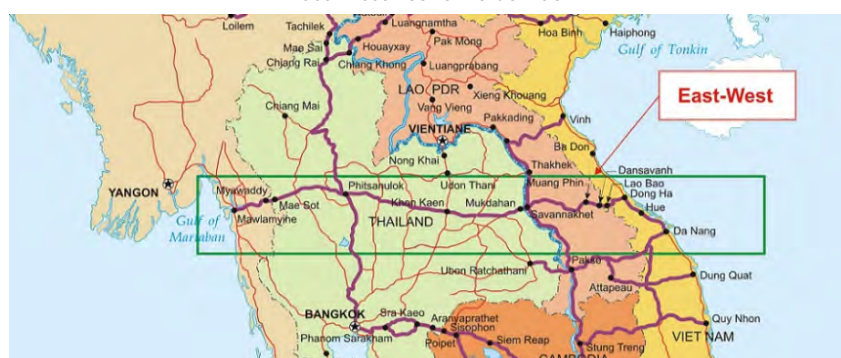 Loilem
Tachilek
Luangnamtha
Pak Mong
Hoa Binh
Haiphong
Gulf of Tonkin
Mae Sai
Houayxay
Chiang Rai
Chiang Khong
Luangprabang
LAO PDR
Xieng Khouang
East-West
Chiang Mai
Vang Vieng
Pakkading
Vinh
VIENTIANE
Ba Don
Nong Khai
Thakhek
Dansavanh
YANGON
Myawaddy
Phitsanulok
Udon Thani
Muang Phin
Lao Bao
Dong Ha
Mae Sot
Khon Kaen
Mukdahan
Hue
Gulf of
Martaban
Mawlamyine
THAILAND
Savannakhet
Da Nang
Ubon Ratchathani
Pakse
Dung Quat
Attapeu
BANGKOK
Sra Kaeo
Aranyaprathet
Sisophon
Quy Nhon
Phanom Sarakham
Poipet
Siem Reap
Stung Treng
VIET NAM
CAMBODIA